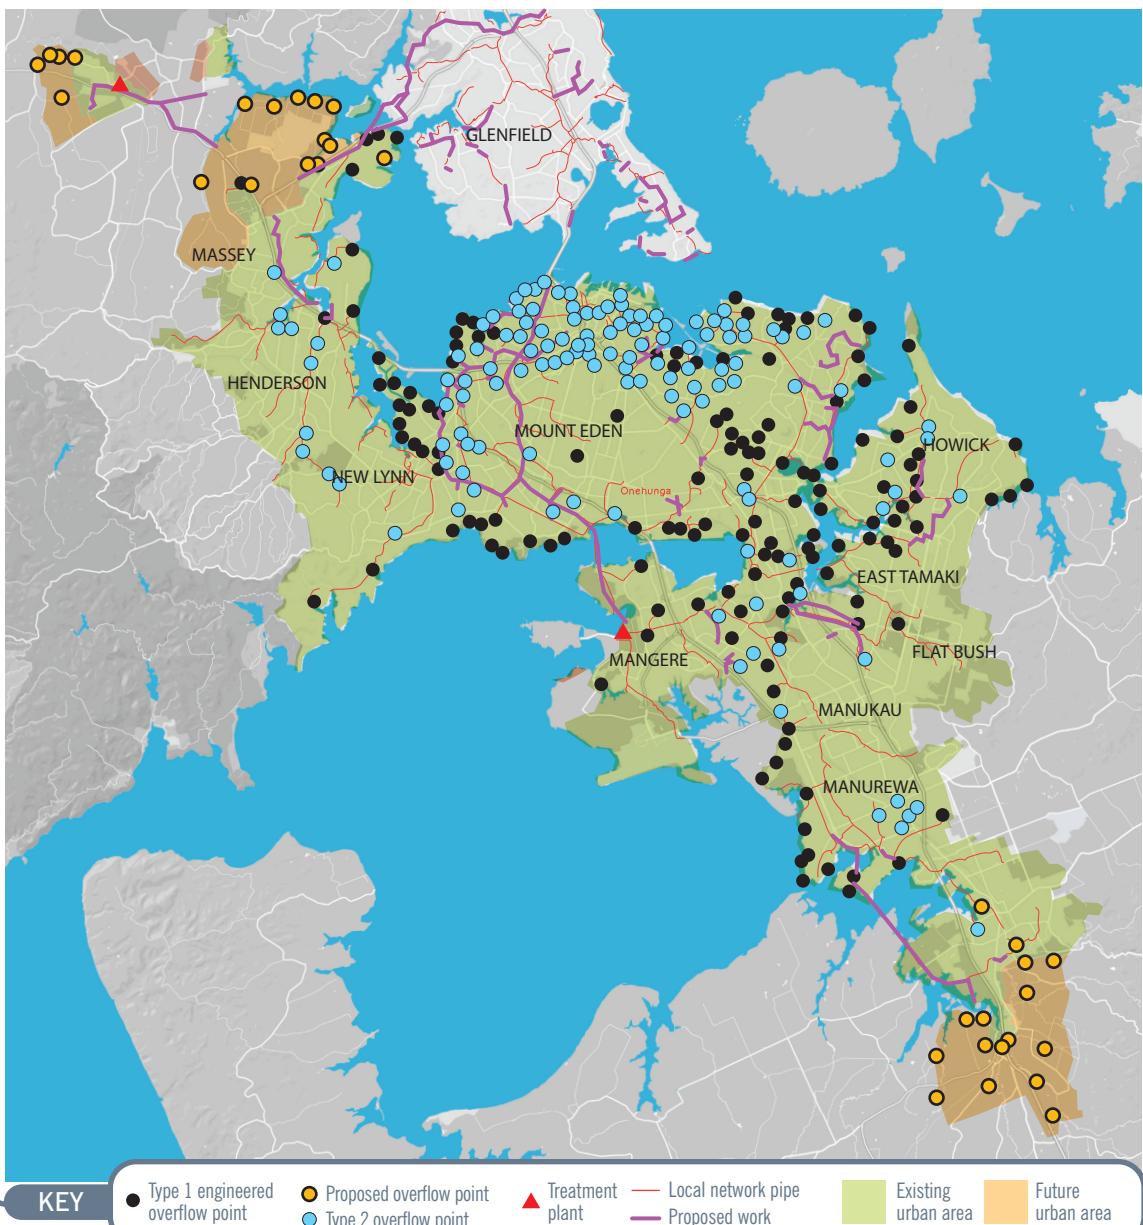 GLENFIELD
MASSEY
HENDERSON
MOUNT EDEN
HOWICK
NEW LYNN
Onehunga
EAST TAMAKI
FLAT BUSH
MANGERE
MANUKAU
MANUREWA
KEY
Type 1 engineered
overflow point
Proposed overflow point
Type 2 overflow point
Treatment
plant
Local network pipe
Proposed work
Existing
urban area
Future
urban area